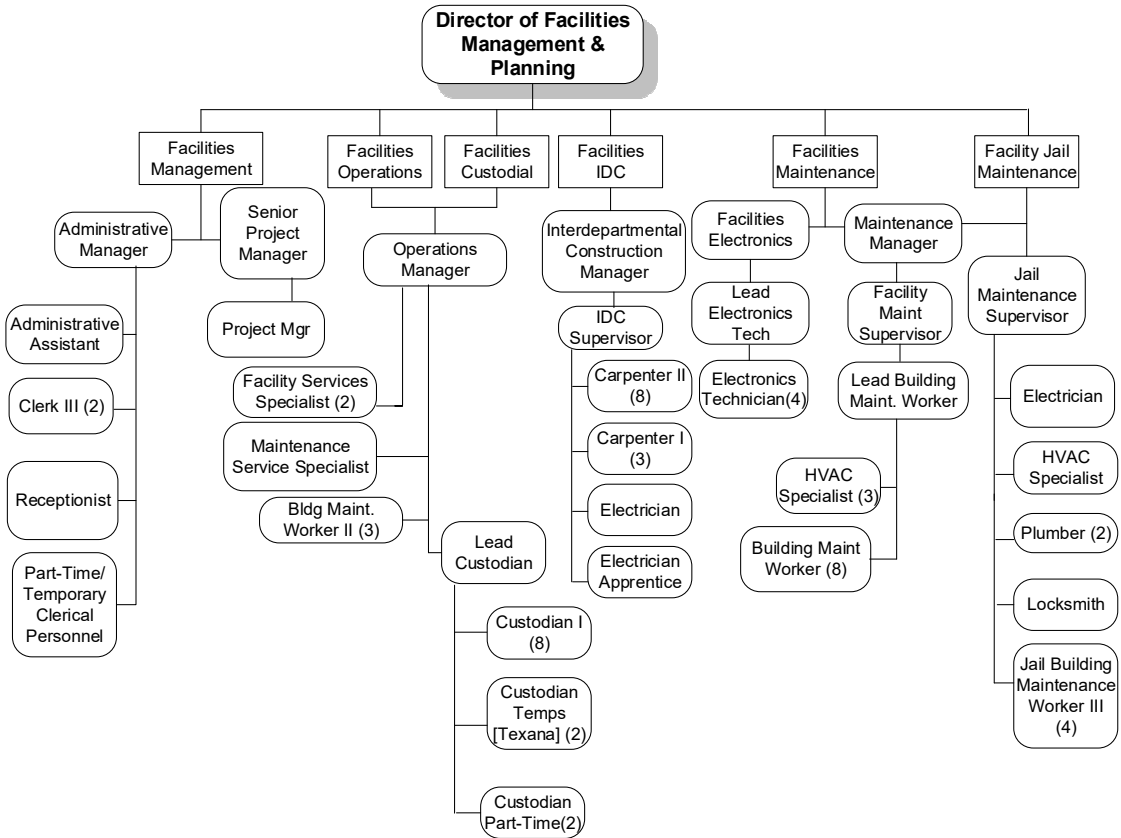 Director of Facilities
Management &
Planning
Facilities
Management
Facilities
Operations
Facilities
Custodial
Facilities
IDC
Facilities
Maintenance
Facility Jail
Maintenance
Administrative
Manager
Senior
Project
Manager
Project Mgr
Administrative
Assistant
Clerk III (2)
Receptionist
Part-Time/
Temporary
Clerical
Personnel
Operations
Manager
Facility Services
Specialist (2)
Maintenance
Service Specialist
Bldg Maint.
Worker II (3)
Lead
Custodian
Custodian I
(8)
Custodian
Temps
[Texana] (2)
Custodian
Part-Time(2)
Interdepartmental
Construction
Manager
IDC
Supervisor
Carpenter II
(8)
Carpenter I
(3)
Electrician
Electrician
Apprentice
Facilities
Electronics
Lead
Electronics
Tech
Electronics
Technician(4)
Maintenance
Manager
Facility
Maint
Supervisor
Lead Building
Maint. Worker
HVAC
Specialist (3)
Building Maint
Worker (8)
Jail
Maintenance
Supervisor
Electrician
HVAC
Specialist
Plumber (2)
Locksmith
Jail Building
Maintenance
Worker III
(4)